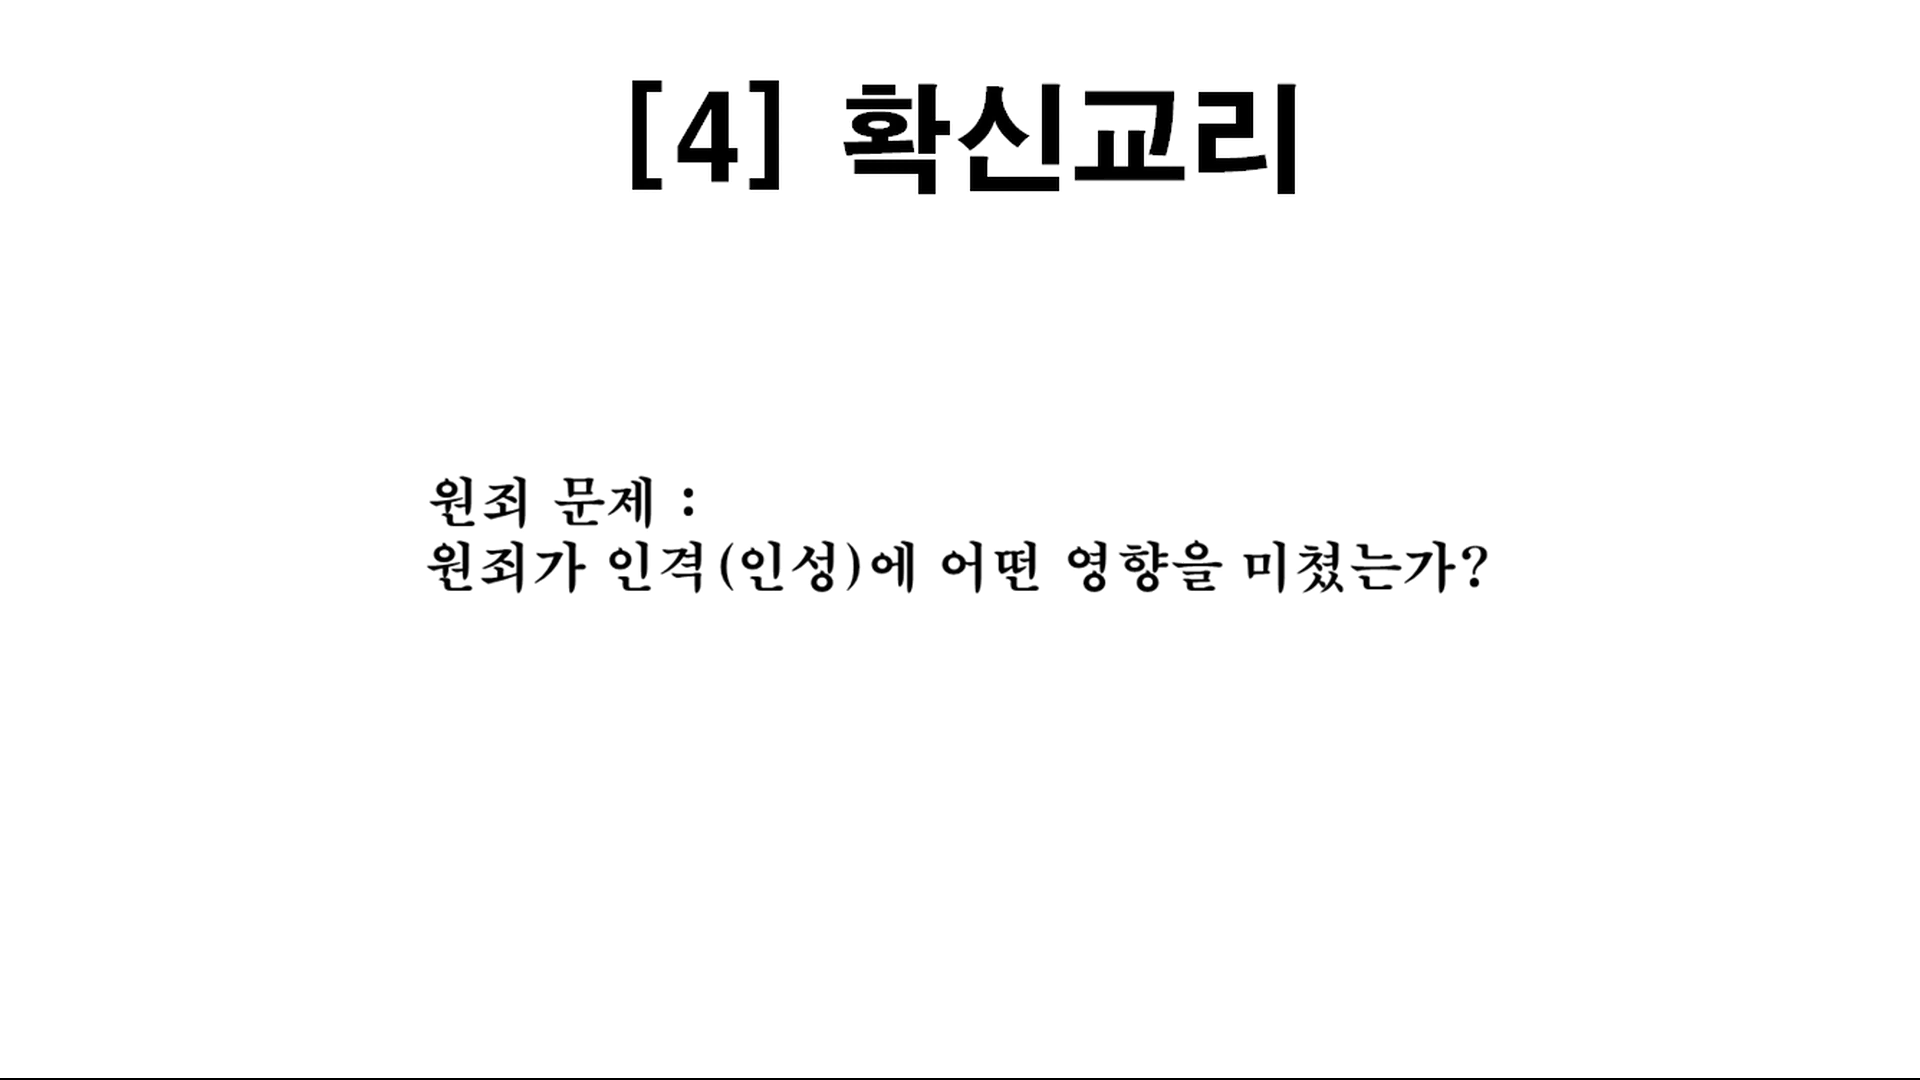 [4] 확신교리
원죄 문제 :
원죄가 인격(인성)에 어떤 영향을 미쳤는가?